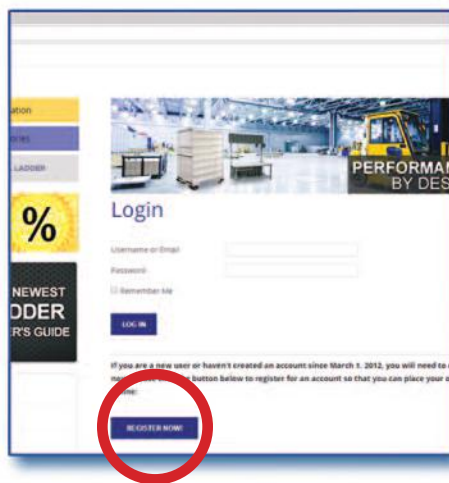 ation
ories
LADDER
%
NEWEST
DDER
R'S GUIDE
PERFORMAN
BY DES
Login
Username or Email
Password
Remember Me
LOG IN
If you are a new user or haven't created an account since March 1, 2012, you will need to
button below to register for an account so that you can place your o
REGISTER NOW!